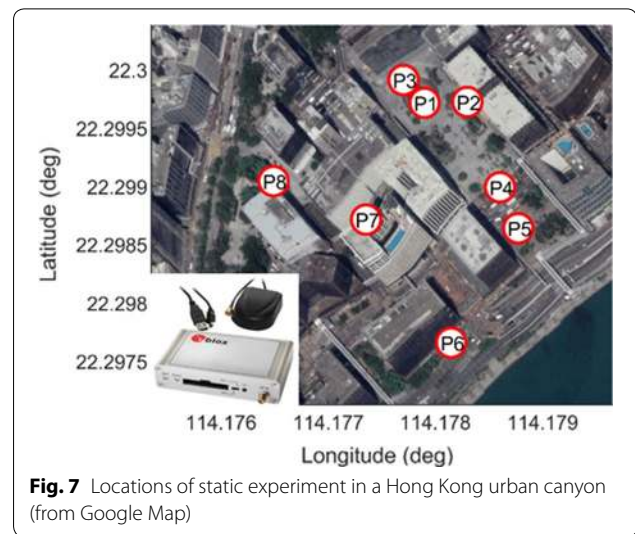 22.3
22.2995
22.299
22.2985
22.298
22.2975
Latitude (deg)
P3
P1
P2
P8
P4
P7
P5
P6
blox
114.176
114.177
114.178
114.179
Longitude (deg)
Fig. 7 Locations of static experiment in a Hong Kong urban canyon
(from Google Map)